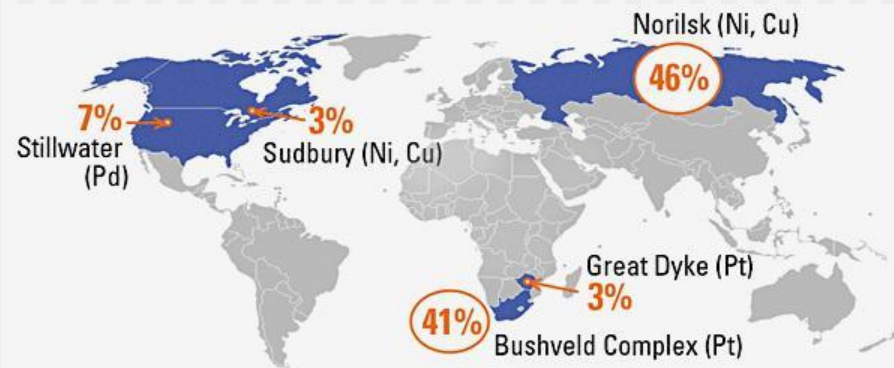 Norilsk (Ni, Cu)
46%
7%
3%
Stillwater
(Pd)
Sudbury (Ni, Cu)
Great Dyke (Pt)
3%
41%
Bushveld Complex (Pt)